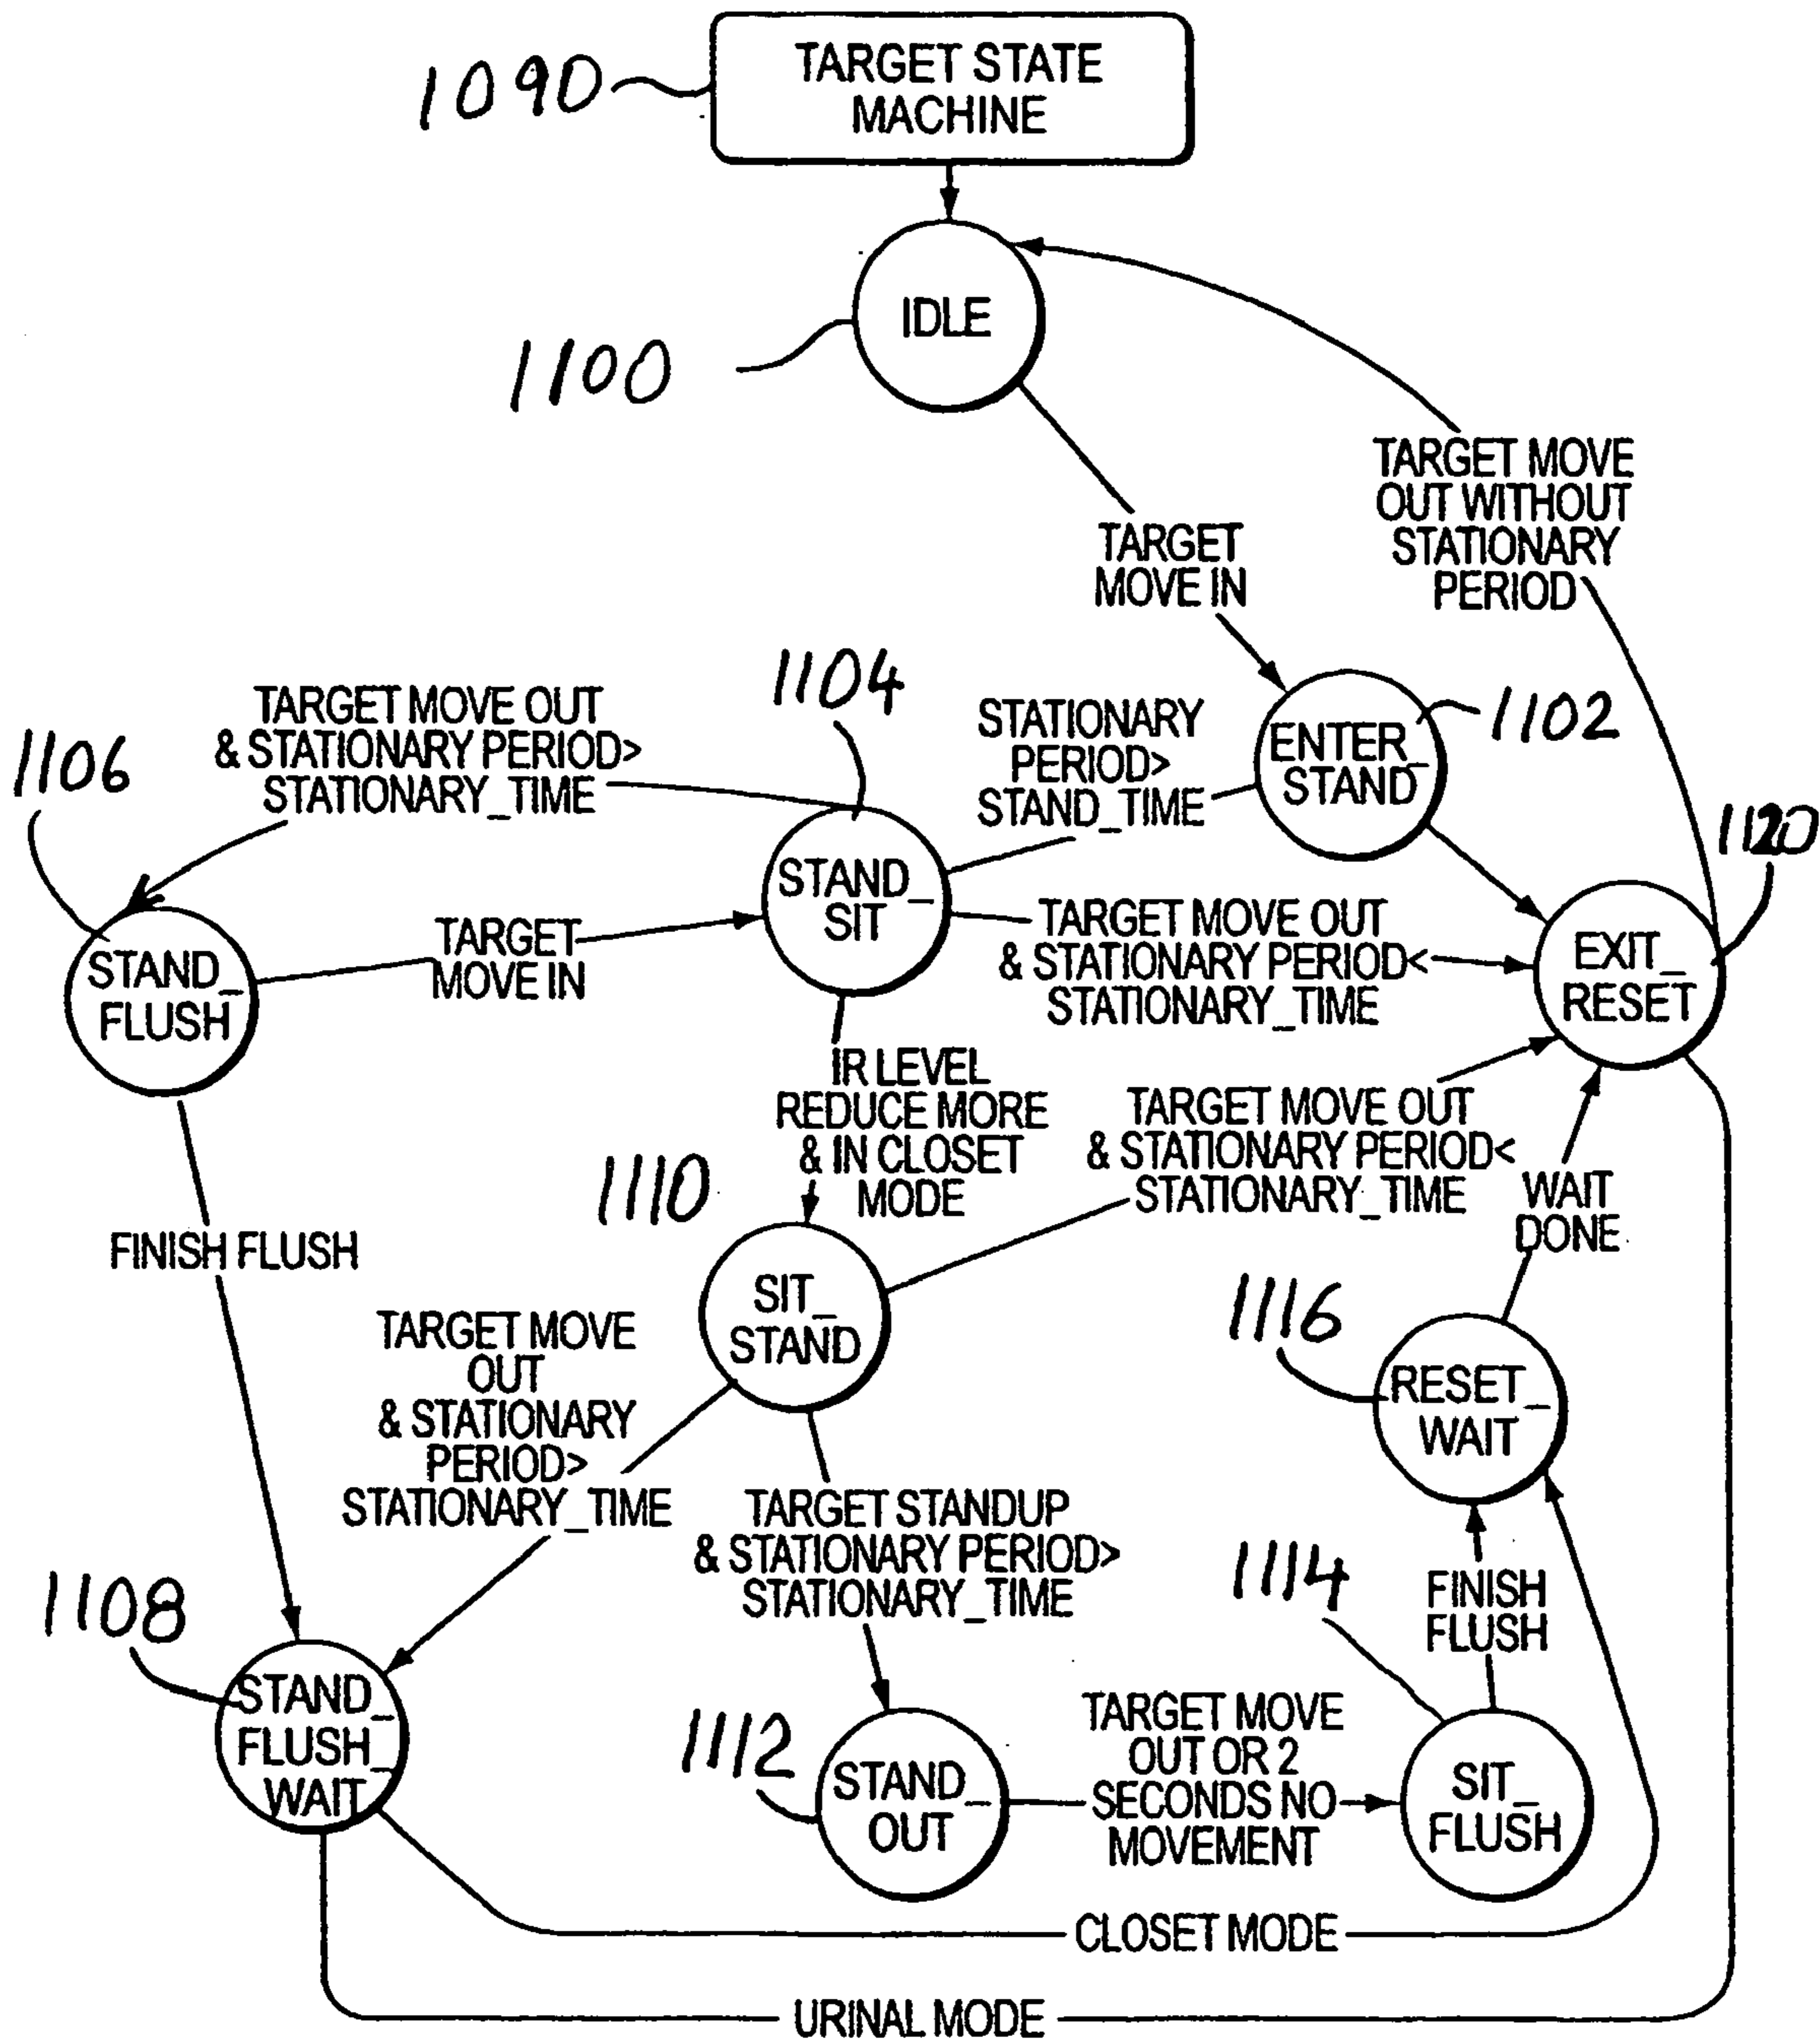 TARGET STATE
MACHINE
1090
IDLE
1100
TARGET MOVE
OUT WITHOUT
STATIONARY
PERIOD
TARGET
MOVE IN
1104
TARGET MOVE OUT
& STATIONARY PERIOD>
STATIONARY_TIME
STATIONARY
PERIOD>
STAND_TIME
ENTER_
STAND
1102
1106
1120
STAND_
SIT
TARGET
MOVE IN
TARGET MOVE OUT
& STATIONARY PERIOD<
STATIONARY_TIME
EXIT_
RESET
STAND_
FLUSH
IR LEVEL
REDUCE MORE
& IN CLOSET
MODE
TARGET MOVE OUT
& STATIONARY PERIOD<
STATIONARY_TIME
WAIT
DONE
1110
FINISH FLUSH
SIT_
STAND
1116
TARGET MOVE
OUT
& STATIONARY
PERIOD>
STATIONARY_TIME
RESET_
WAIT
TARGET STANDUP
& STATIONARY PERIOD>
STATIONARY_TIME
1114
FINISH
FLUSH
1108
STAND_
FLUSH_
WAIT
1112
STAND_
OUT
TARGET MOVE
OUT OR 2
SECONDS NO
MOVEMENT
SIT_
FLUSH
CLOSET MODE
URINAL MODE